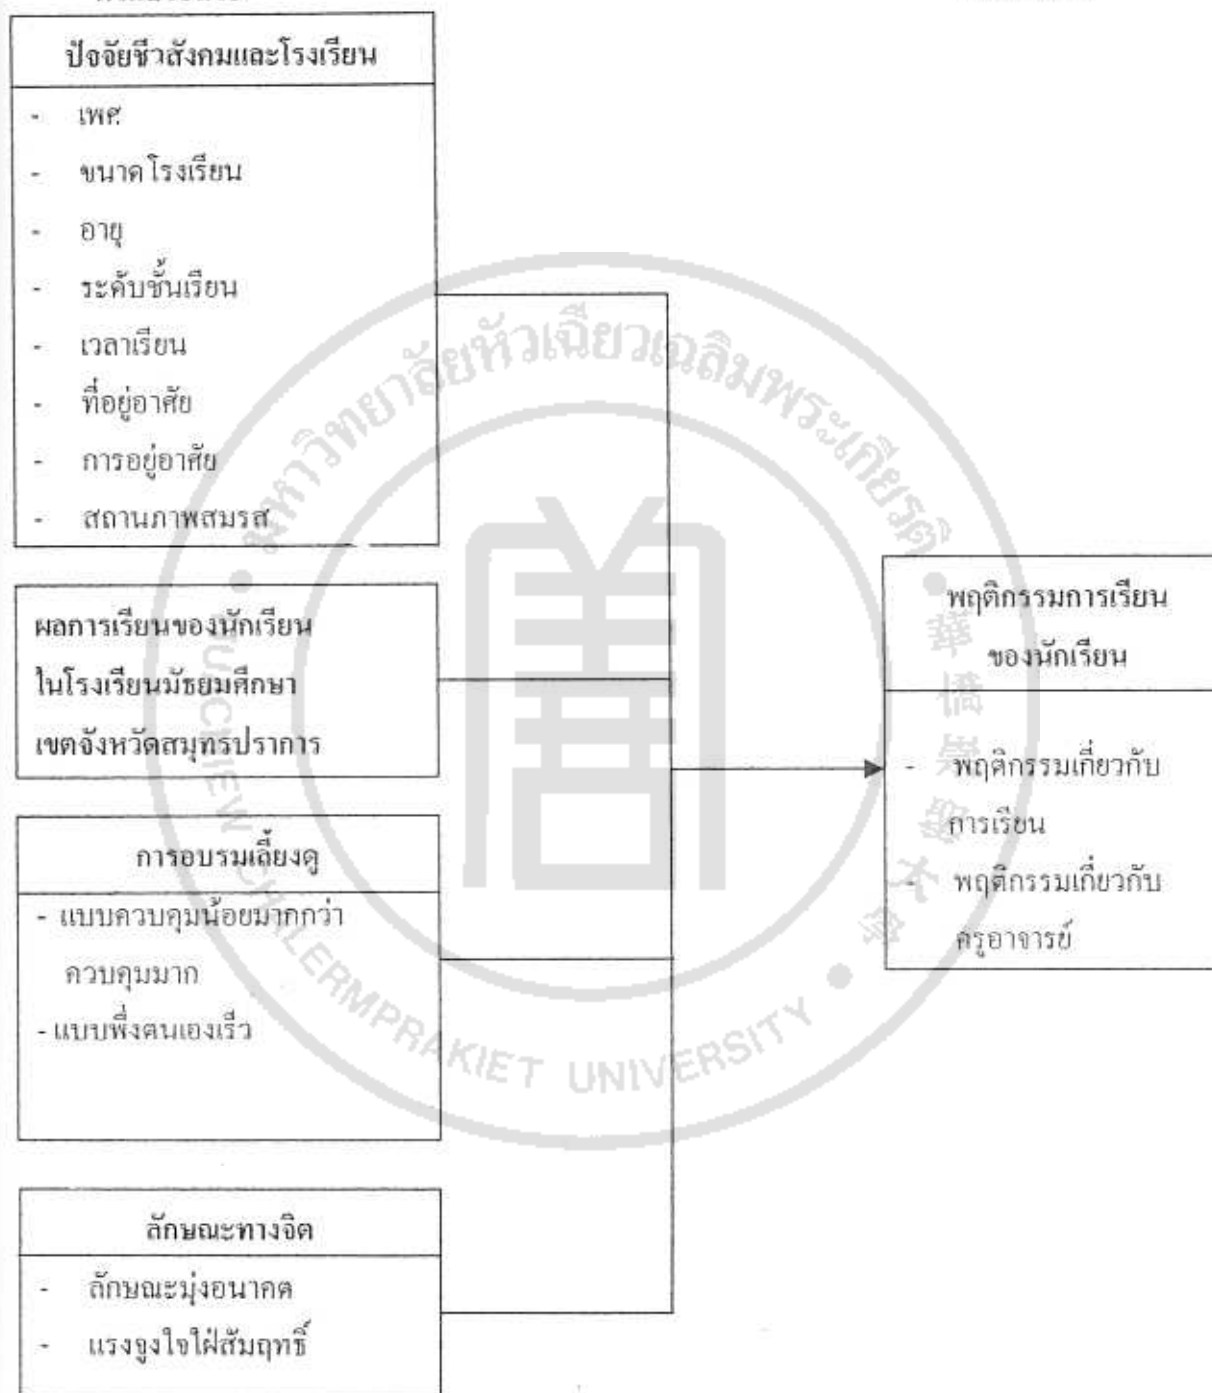 ปัจจัยชีวสังคมและโรงเรียน
- เพศ
- ขนาดโรงเรียน
- อายุ
- ระดับชั้นเรียน
- เวลาเรียน
- ที่อยู่อาศัย
- การอยู่อาศัย
- สถานภาพสมรส
ผลการเรียนของนักเรียน
ในโรงเรียนมัธยมศึกษา
เขตจังหวัดสมุทรปราการ
การอบรมเลี้ยงดู
- แบบควบคุมน้อยมากกว่า
ควบคุมมาก
- แบบพึ่งตนเองเร็ว
ลักษณะทางจิต
- ลักษณะมุ่งอนาคต
- แรงจูงใจใฝ่สัมฤทธิ์
พฤติกรรมการเรียน
ของนักเรียน
- พฤติกรรมเกี่ยวกับ
การเรียน
- พฤติกรรมเกี่ยวกับ
ครูอาจารย์
มหาวิทยาลัยหัวเฉียวเฉลิมพระเกียรติ
HUACHIEW CHALERMPRAKIET UNIVERSITY
華僑崇聖大學